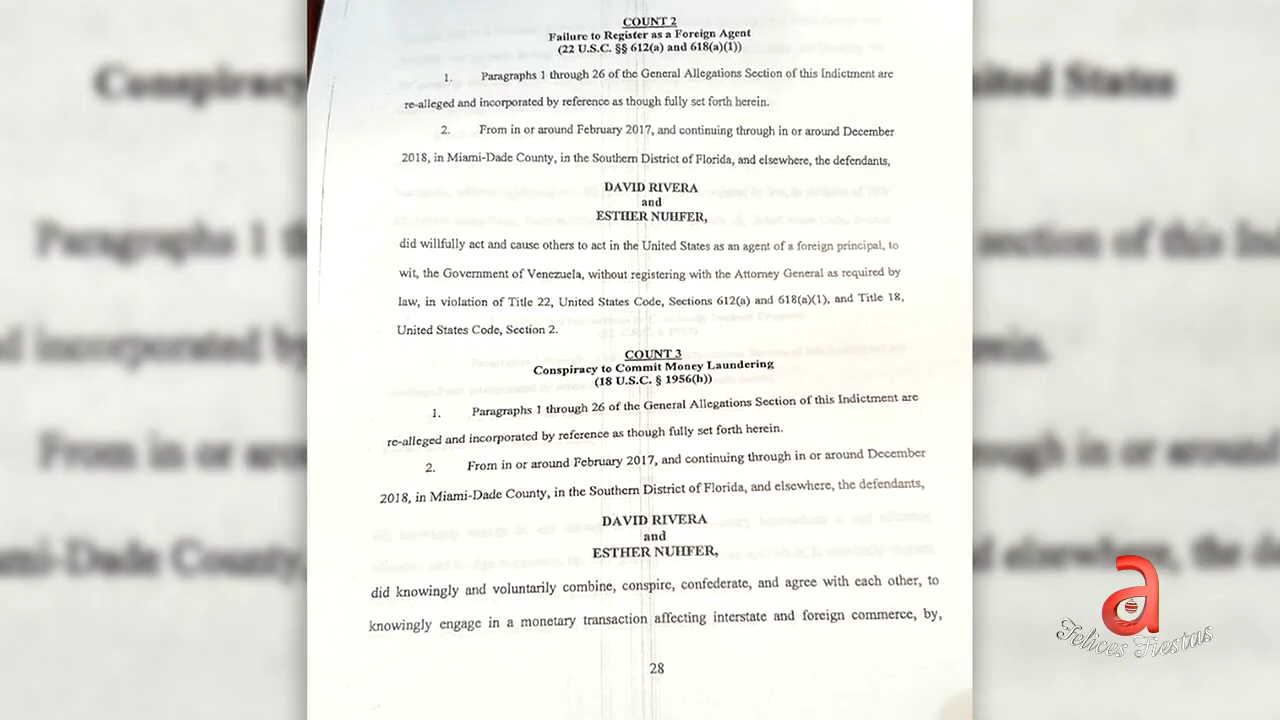 COUNT 2
Failure to Register as a Foreign Agent
(22 U.S.C. §§ 612(a) and 618(a)(1))
1. Paragraphs 1 through 26 of the General Allegations Section of this Indictment are
re-alleged and incorporated by reference as though fully set forth herein.
2. From in or around February 2017, and continuing through in or around December
2018, in Miami-Dade County, in the Southern District of Florida, and elsewhere, the defendants,
DAVID RIVERA
and
ESTHER NUHFER,
did willfully act and cause others to act in the United States as an agent of a foreign principal, to
wit, the Government of Venezuela, without registering with the Attorney General as required by
law, in violation of Title 22, United States Code, Sections 612(a) and 618(a)(1), and Title 18,
United States Code, Section 2.
COUNT 3
Conspiracy to Commit Money Laundering
(18 U.S.C. § 1956(h))
1. Paragraphs 1 through 26 of the General Allegations Section of this Indictment are
re-alleged and incorporated by reference as though fully set forth herein.
2. From in or around February 2017, and continuing through in or around December
2018, in Miami-Dade County, in the Southern District of Florida, and elsewhere, the defendants,
DAVID RIVERA
and
ESTHER NUHFER,
did knowingly and voluntarily combine, conspire, confederate, and agree with each other, to
knowingly engage in a monetary transaction affecting interstate and foreign commerce, by,
28
a
Felices Fiestas